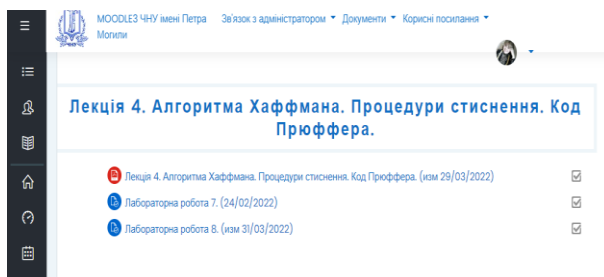 MOODLE3 ЧНУ імені Петра Могили
Зв'язок з адміністратором
Документи
Корисні посилання
Лекція 4. Алгоритма Хаффмана. Процедури стиснення. Код
Прюффера.
Лекція 4. Алгоритма Хаффмана. Процедури стиснення. Код Прюффера. (изм 29/03/2022)
Лабораторна робота 7. (24/02/2022)
Лабораторна робота 8. (изм 31/03/2022)